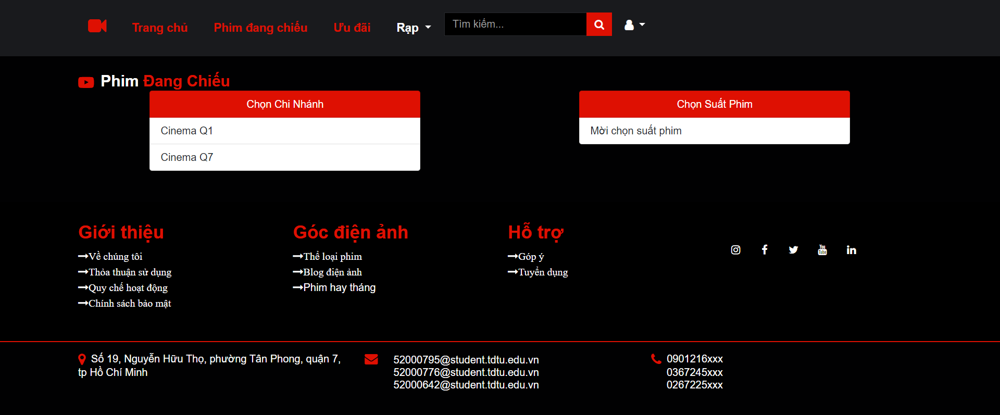 Trang chủ
Phim đang chiếu
Ưu đãi
Rạp
Tìm kiếm...
Phim Đang Chiếu
Chọn Chi Nhánh
Cinema Q1
Cinema Q7
Chọn Suất Phim
Mời chọn suất phim
Giới thiệu
Về chúng tôi
Thỏa thuận sử dụng
Quy chế hoạt động
Chính sách bảo mật
Góc điện ảnh
Thể loại phim
Blog điện ảnh
Phim hay tháng
Hỗ trợ
Góp ý
Tuyển dụng
You
Tube
Số 19, Nguyễn Hữu Thọ, phường Tân Phong, quận 7,
tp Hồ Chí Minh
52000795@student.tdtu.edu.vn
52000776@student.tdtu.edu.vn
52000642@student.tdtu.edu.vn
0901216xxx
0367245xxx
0267225xxx